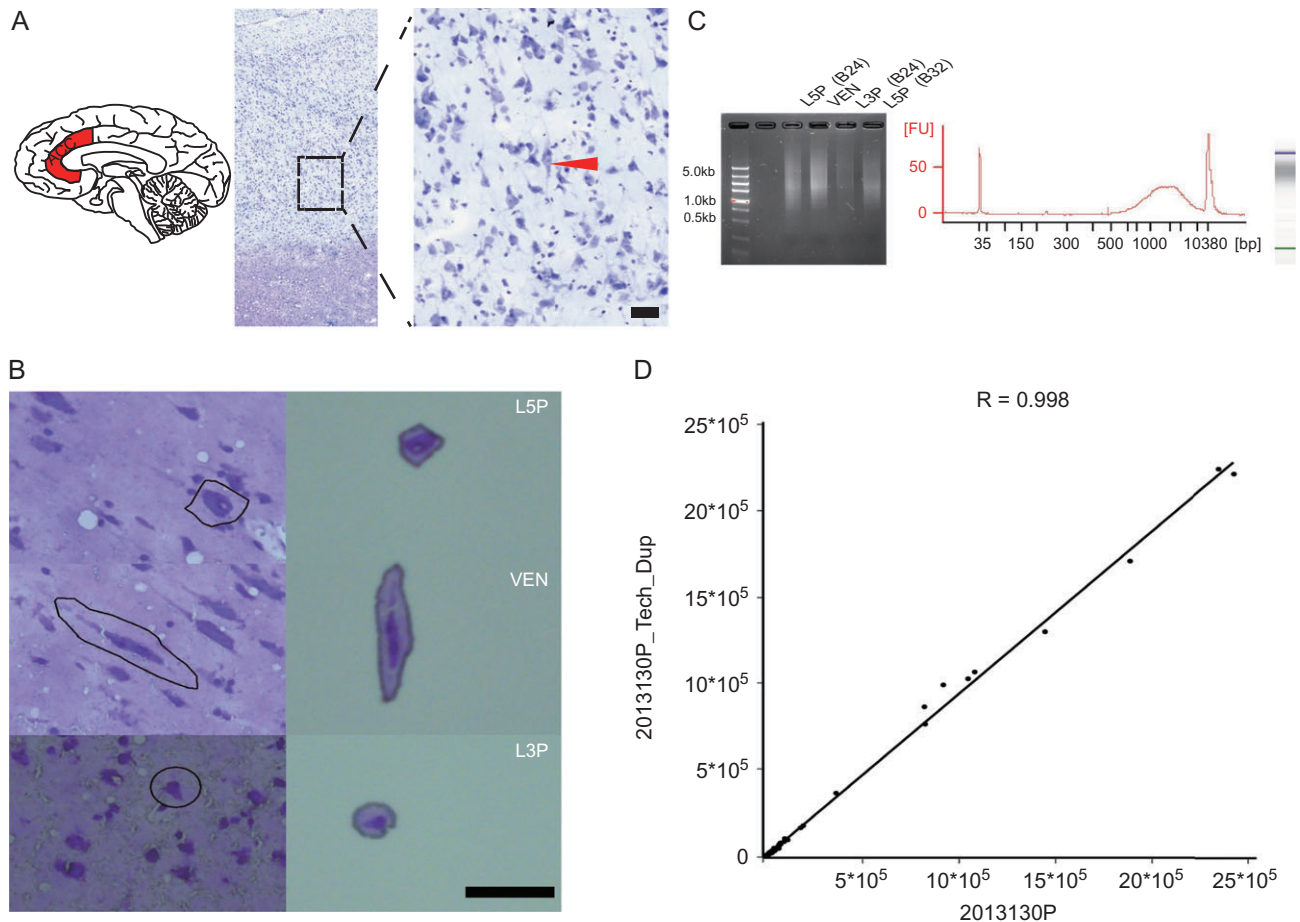 A
C
L5P (B24)
VEN
L3P (B24)
L5P (B32)
5.0kb
1.0kb
0.5kb
[FU]
50
0
35 150 300 500 1000 10380 [bp]
B
L5P
VEN
L3P
D
R = 0.998
25*10⁵
20*10⁵
15*10⁵
10*10⁵
5*10⁵
0
2013130P_Tech_Dup
5*10⁵ 10*10⁵ 15*10⁵ 20*10⁵ 25*10⁵
2013130P